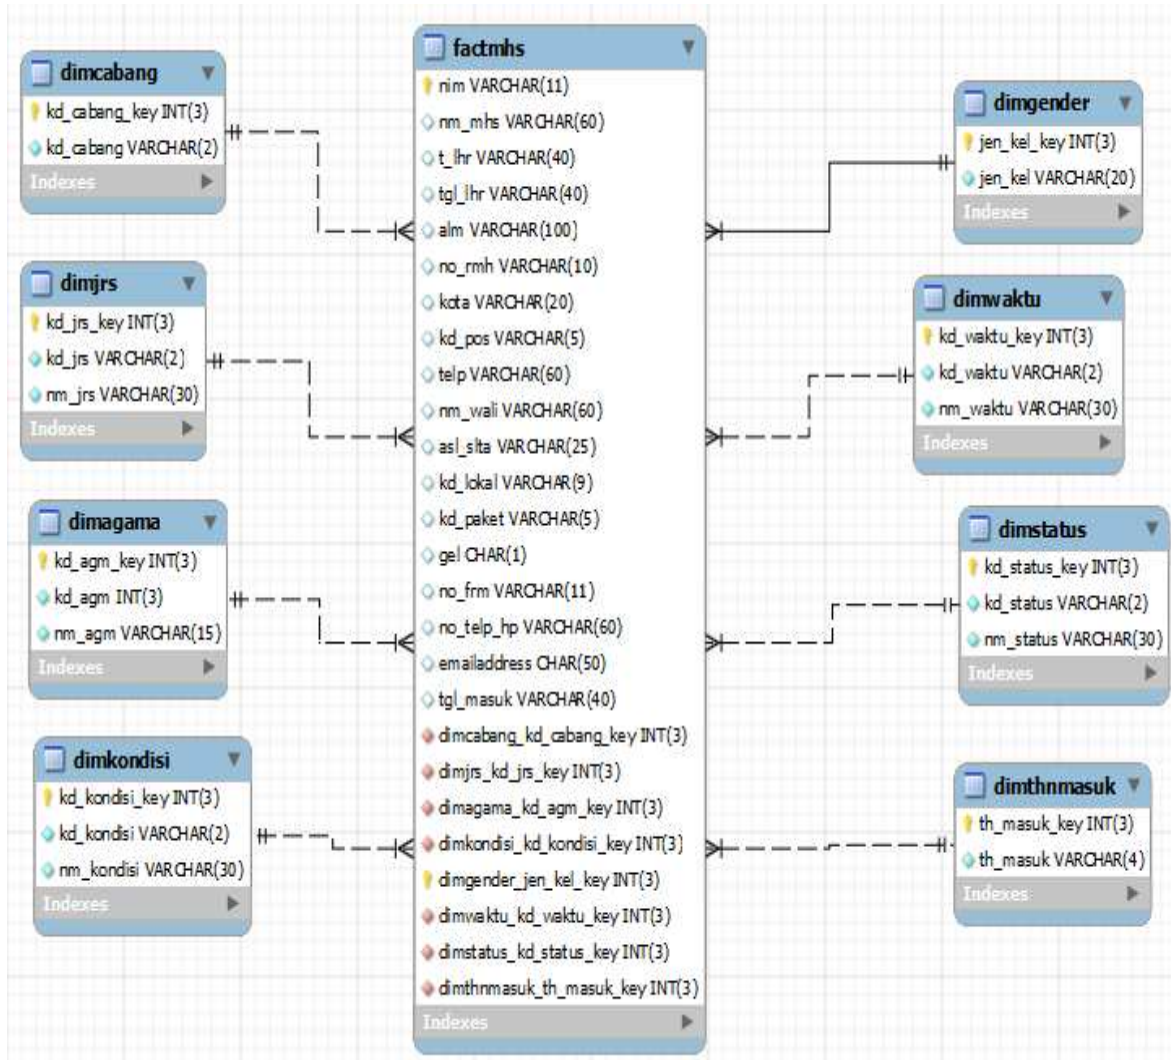 dimcabang
kd_cabang_key INT(3)
kd_cabang VARCHAR(2)
Indexes
dimjrs
kd_jrs_key INT(3)
kd_jrs VARCHAR(2)
nm_jrs VARCHAR(30)
Indexes
dimagama
kd_agm_key INT(3)
kd_agm INT(3)
nm_agm VARCHAR(15)
Indexes
dimkondisi
kd_kondisi_key INT(3)
kd_kondisi VARCHAR(2)
nm_kondisi VARCHAR(30)
Indexes
factmhs
nim VARCHAR(11)
nm_mhs VARCHAR(60)
t_lhr VARCHAR(40)
tgl_lhr VARCHAR(40)
alm VARCHAR(100)
no_rmh VARCHAR(10)
kota VARCHAR(20)
kd_pos VARCHAR(5)
telp VARCHAR(60)
nm_wali VARCHAR(60)
asl_slta VARCHAR(25)
kd_lokal VARCHAR(9)
kd_paket VARCHAR(5)
gel CHAR(1)
no_frm VARCHAR(11)
no_telp_hp VARCHAR(60)
emailaddress CHAR(50)
tgl_masuk VARCHAR(40)
dimcabang_kd_cabang_key INT(3)
dimjrs_kd_jrs_key INT(3)
dimagama_kd_agm_key INT(3)
dimkondisi_kd_kondisi_key INT(3)
dimgender_jen_kel_key INT(3)
dimwaktu_kd_waktu_key INT(3)
dimstatus_kd_status_key INT(3)
dimthnmasuk_th_masuk_key INT(3)
Indexes
dimgender
jen_kel_key INT(3)
jen_kel VARCHAR(20)
Indexes
dimwaktu
kd_waktu_key INT(3)
kd_waktu VARCHAR(2)
nm_waktu VARCHAR(30)
Indexes
dimstatus
kd_status_key INT(3)
kd_status VARCHAR(2)
nm_status VARCHAR(30)
Indexes
dimthnmasuk
th_masuk_key INT(3)
th_masuk VARCHAR(4)
Indexes